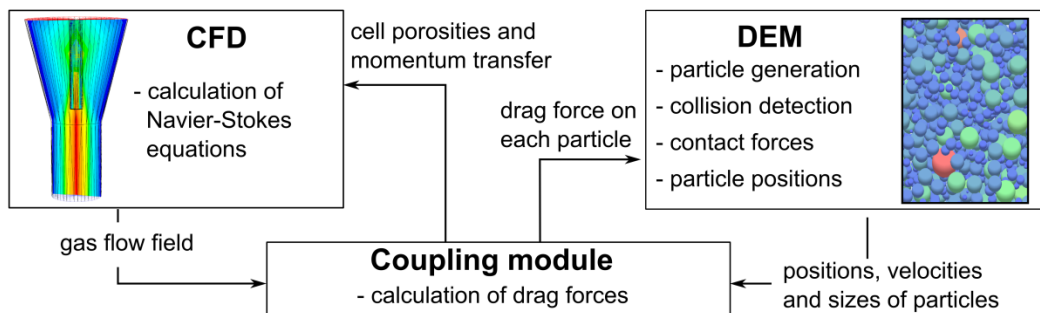 CFD
- calculation of
Navier-Stokes
equations
cell porosities and
momentum transfer
drag force on
each particle
DEM
- particle generation
- collision detection
- contact forces
- particle positions
gas flow field
Coupling module
- calculation of drag forces
positions, velocities
and sizes of particles